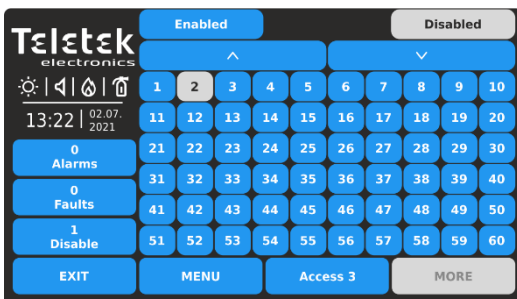 Teletek
electronics
13:22 02.07.
2021
0
Alarms
0
Faults
1
Disable
EXIT
Enabled Disabled
1 2 3 4 5 6 7 8 9 10
11 12 13 14 15 16 17 18 19 20
21 22 23 24 25 26 27 28 29 30
31 32 33 34 35 36 37 38 39 40
41 42 43 44 45 46 47 48 49 50
51 52 53 54 55 56 57 58 59 60
MENU Access 3 MORE